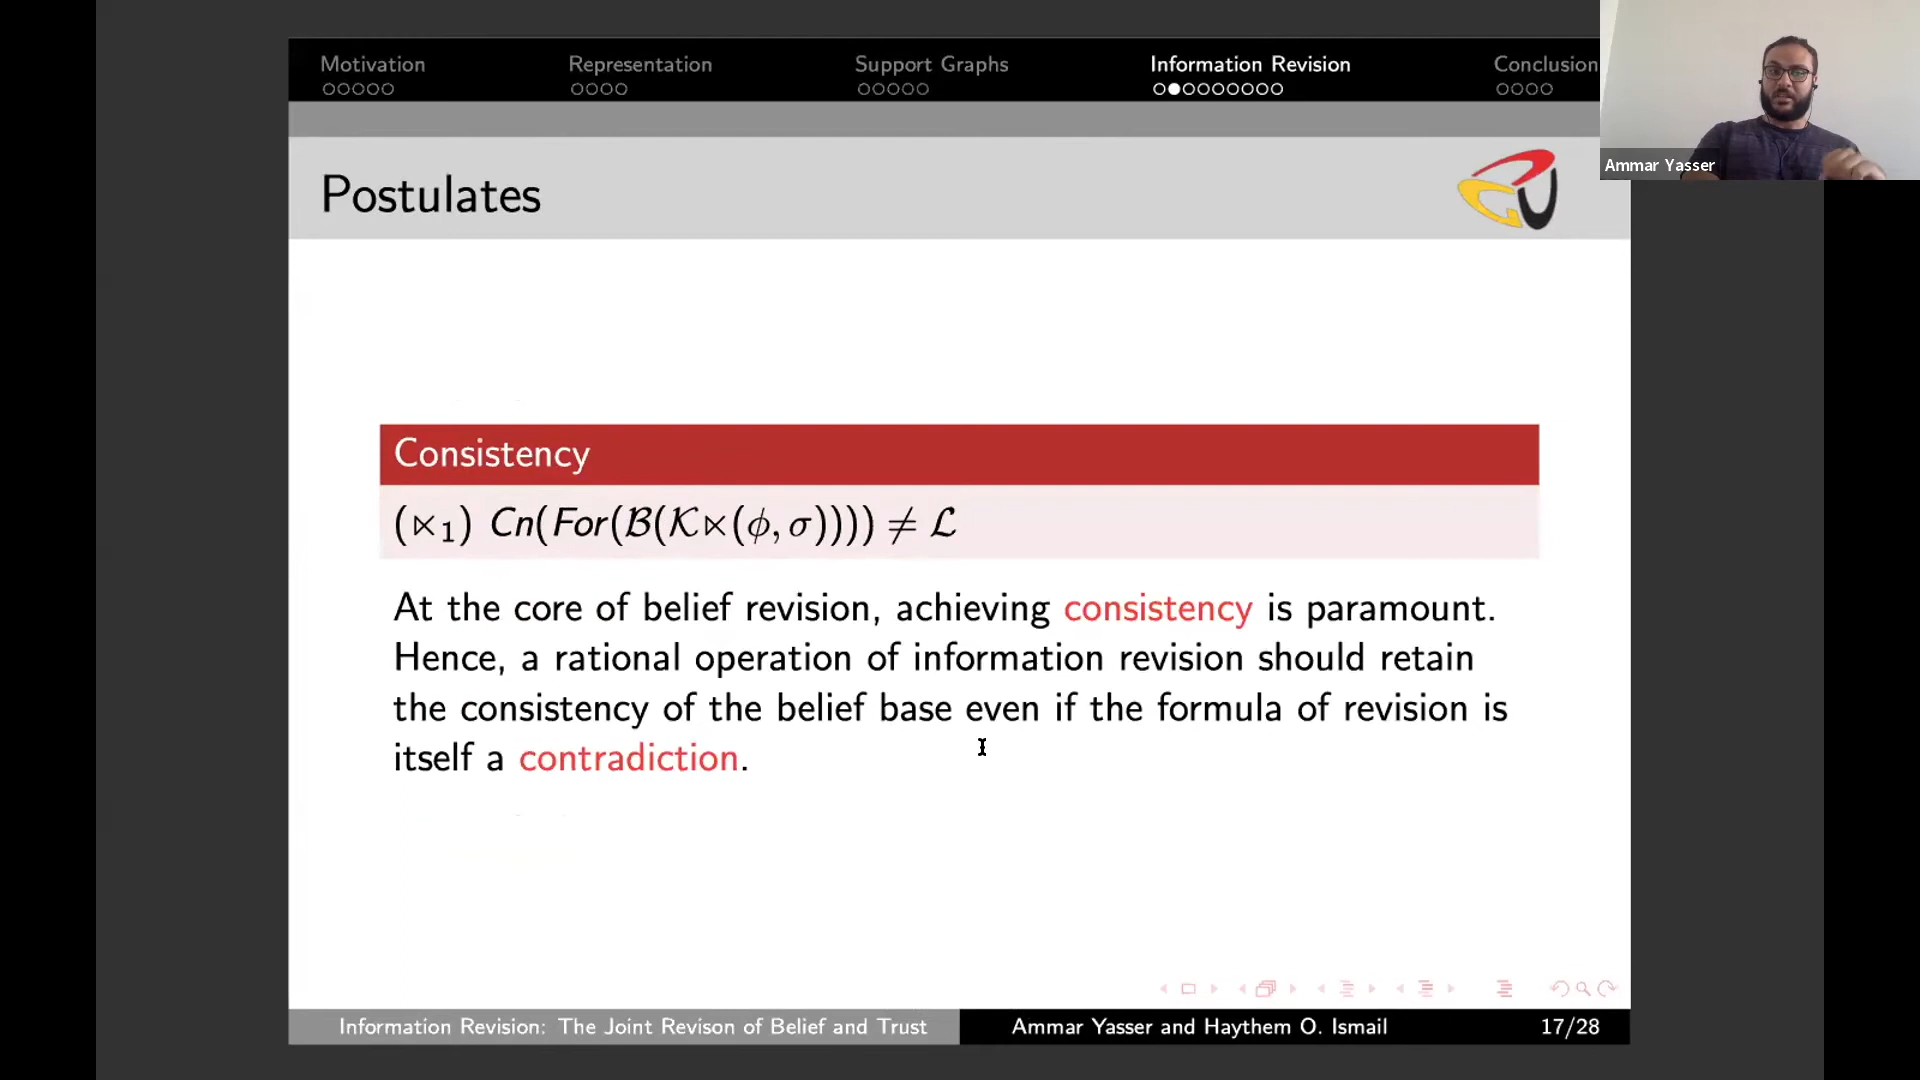 Motivation
Representation
Support Graphs
Information Revision
Conclusion
Ammar Yasser
Postulates
Consistency
(⋉₁) Cn(For(ℬ(𝒦⋉(ϕ, σ)))) ≠ ℒ
At the core of belief revision, achieving consistency is paramount.
Hence, a rational operation of information revision should retain
the consistency of the belief base even if the formula of revision is
itself a contradiction.
Information Revision: The Joint Revison of Belief and Trust
Ammar Yasser and Haythem O. Ismail
17/28